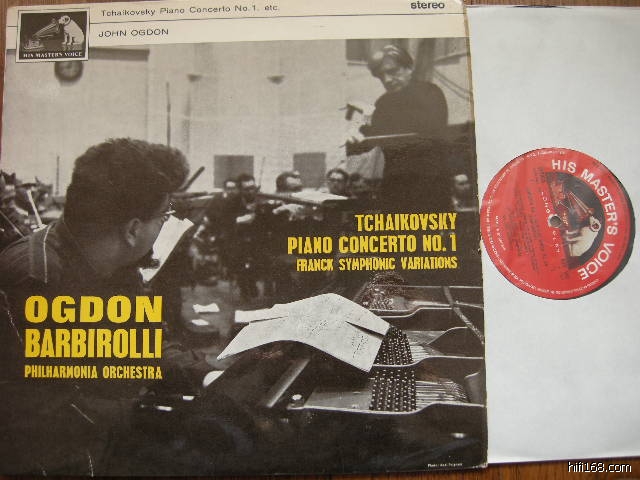 Tchaikovsky Piano Concerto No.1. etc.
stereo
JOHN OGDON
HIS MASTER'S VOICE
TCHAIKOVSKY
PIANO CONCERTO NO.1
FRANCK SYMPHONIC VARIATIONS
OGDON
BARBIROLLI
PHILHARMONIA ORCHESTRA
HIS MASTER'S VOICE
hifi168.com